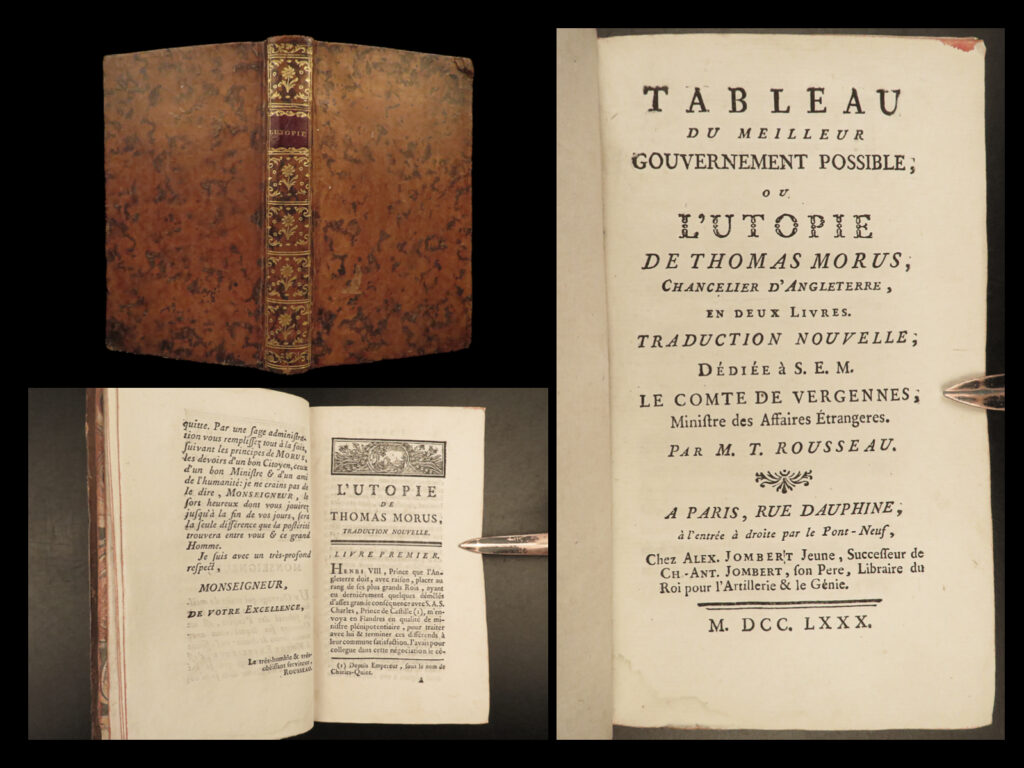 LUTOPIE
TABLEAU
DU MEILLEUR
GOUVERNEMENT POSSIBLE;
OU
L'UTOPIE
DE THOMAS MORUS,
CHANCELIER D'ANGLETERRE,
EN DEUX LIVRES.
TRADUCTION NOUVELLE;
DÉDIÉE à S. E. M.
LE COMTE DE VERGENNES,
Miniſtre des Affaires Étrangeres.
PAR M. T. ROUSSEAU.
A PARIS, RUE DAUPHINE;
à l'entrée à droite par le Pont-Neuf,
Chez ALEX. JOMBERT Jeune, Succeſſeur de
CH-ANT. JOMBERT, ſon Pere, Libraire du
Roi pour l'Artillerie & le Génie.
M. DCC. LXXX.
quiſe. Par une ſage adminiſtra-
tion vous rempliſſez tout à la fois,
ſuivant les principes de MORUS,
les devoirs d'un bon Citoyen, ceux
d'un bon Miniſtre & d'un ami
de l'humanité: je ne crains pas de
le dire, MONSEIGNEUR, le
ſort heureux dont vous jouirez
juſqu'à la fin de vos jours, ſera
la ſeule différence que la poſtérité
trouvera entre vous & ce grand
Homme.
Je ſuis avec un très-profond
reſpect,
MONSEIGNEUR,
DE VOTRE EXCELLENCE,
Le très-humble & très-
obéiſſant ſerviteur,
ROUSSEAU.
L'UTOPIE
DE
THOMAS MORUS,
TRADUCTION NOUVELLE.
LIVRE PREMIER.
HENRI VIII, Prince que l'An-
gleterre doit, avec raiſon, placer au
rang de ſes plus grands Rois, ayant
eu dernièrement quelques démêlés
d'aſſez grande conſéquence avec S. A. S.
Charles, Prince de Caſtille (1), m'en-
voya en Flandres en qualité de mi-
niſtre plénipotentiaire, pour traiter
avec lui & terminer ces différends à
leur commune ſatisfaction. J'avais pour
collegue dans cette négociation le cé-
(1) Depuis Empereur, ſous le nom de
Charles-Quint.
A